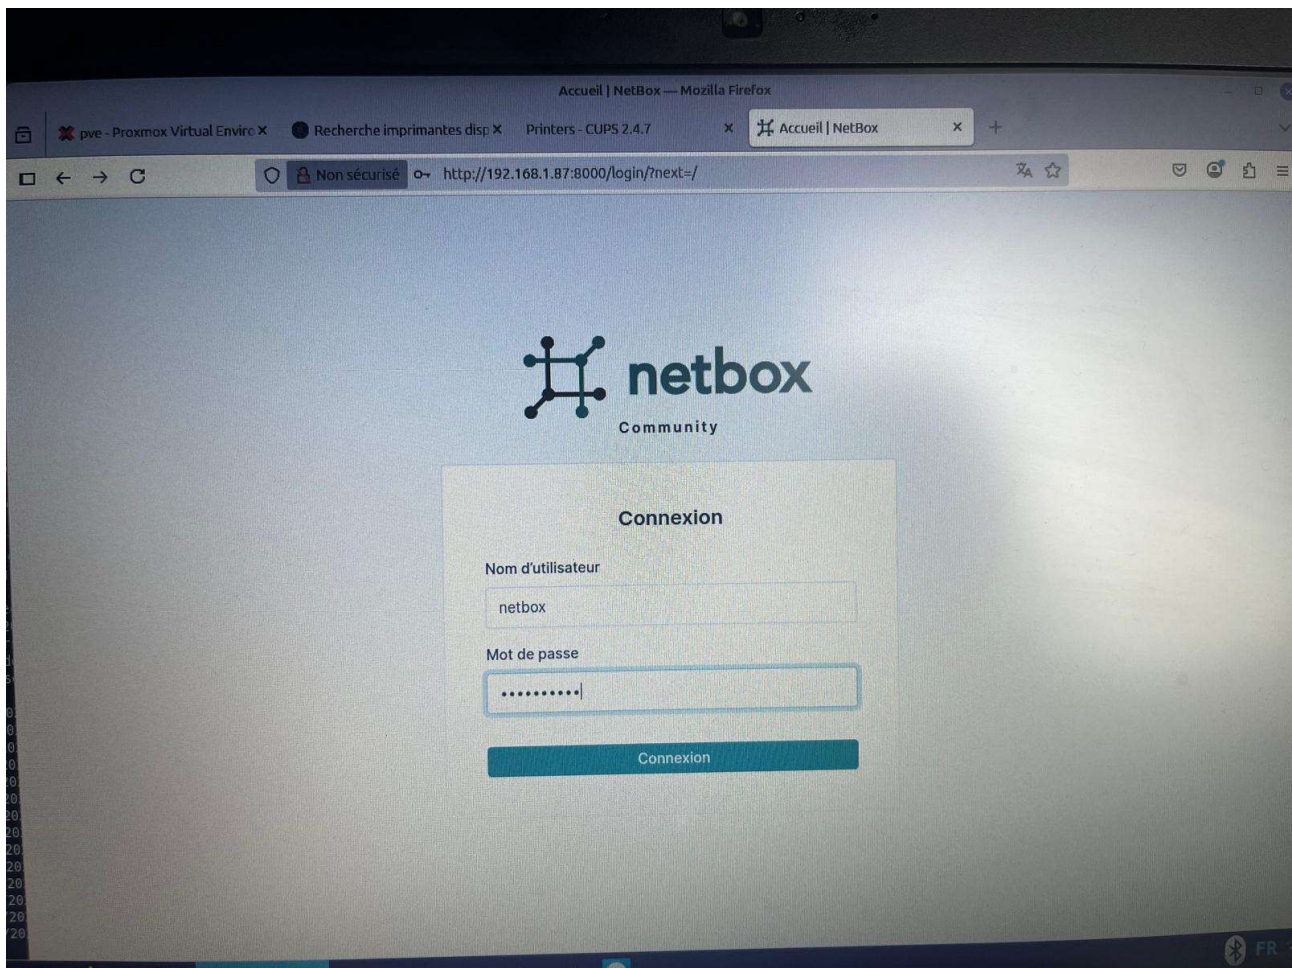 Accueil | NetBox — Mozilla Firefox
pve - Proxmox Virtual Enviro
Recherche imprimantes disp
Printers - CUPS 2.4.7
Accueil | NetBox
Non sécurisé
http://192.168.1.87:8000/login/?next=/
netbox
Community
Connexion
Nom d'utilisateur
netbox
Mot de passe
••••••••••
Connexion
FR